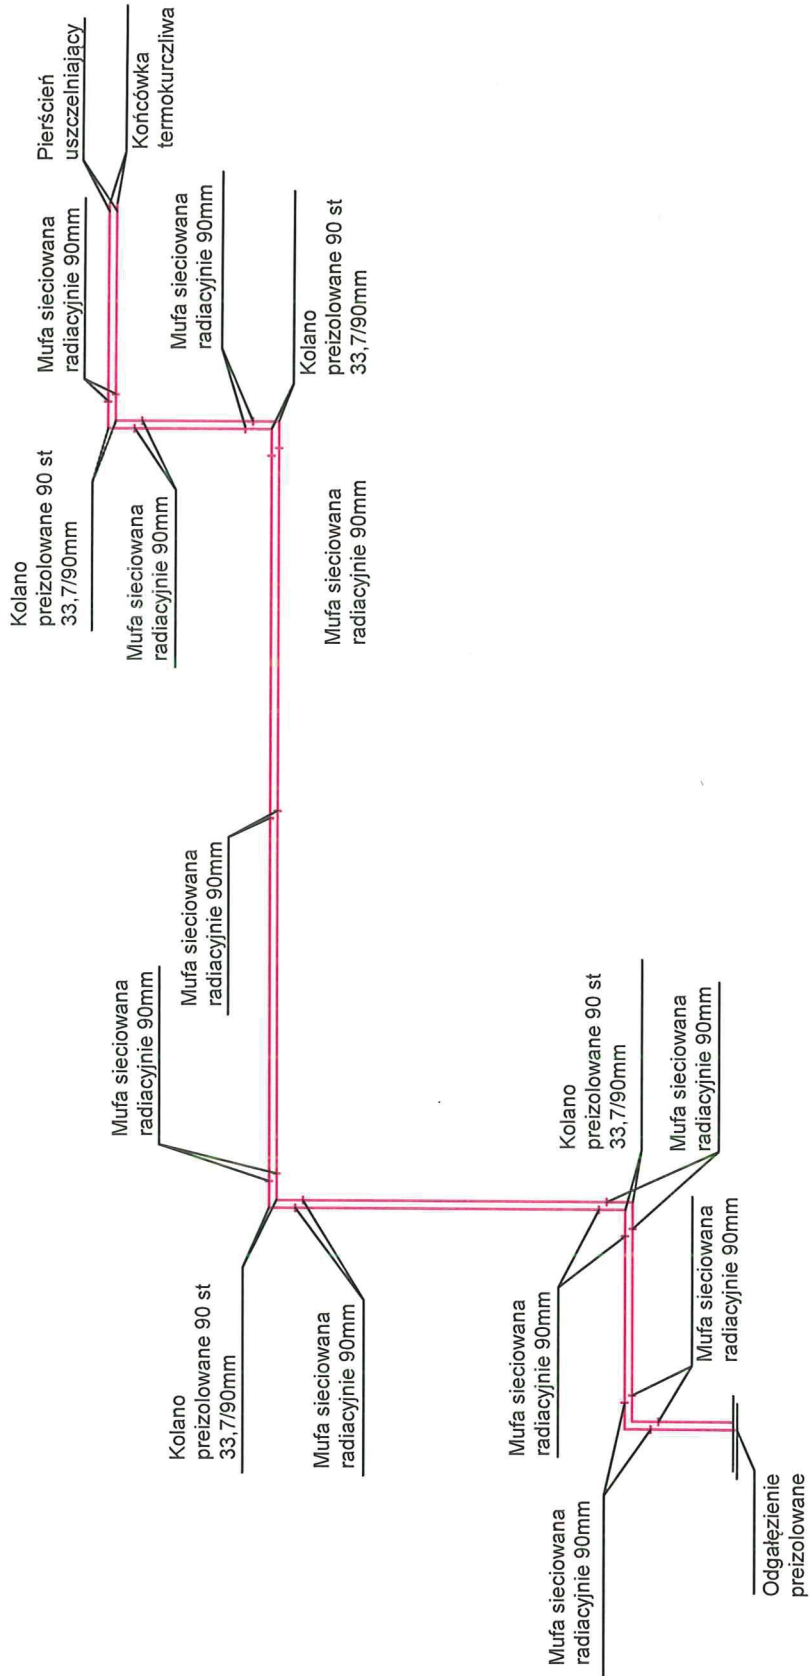 Pierścień
uszczelniający
Końcówka
termokurczliwa
Mufa sieciowana
radiacyjnie 90mm
Mufa sieciowana
radiacyjnie 90mm
Kolano
preizolowane 90 st
33,7/90mm
Kolano
preizolowane 90 st
33,7/90mm
Mufa sieciowana
radiacyjnie 90mm
Mufa sieciowana
radiacyjnie 90mm
Mufa sieciowana
radiacyjnie 90mm
Mufa sieciowana
radiacyjnie 90mm
Kolano
preizolowane 90 st
33,7/90mm
Mufa sieciowana
radiacyjnie 90mm
Kolano
preizolowane 90 st
33,7/90mm
Mufa sieciowana
radiacyjnie 90mm
Mufa sieciowana
radiacyjnie 90mm
Mufa sieciowana
radiacyjnie 90mm
Mufa sieciowana
radiacyjnie 90mm
Odgałęzienie
preizolowane